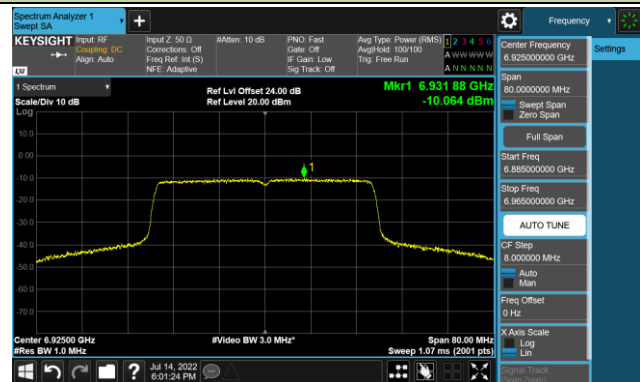 Spectrum Analyzer 1
Swept SA
Frequency
KEYSIGHT
Input: RF
Coupling: DC
Align: Auto
Input Z: 50 Ω
Corrections: Off
Freq Ref: Int (S)
NFE: Adaptive
#Atten: 10 dB
PNO: Fast
Gate: Off
IF Gain: Low
Sig Track: Off
Avg Type: Power (RMS)
Avg|Hold: 100/100
Trig: Free Run
1 2 3 4 5 6
A W W W W W
A N N N N N
LXI
1 Spectrum
Scale/Div 10 dB
Log
Ref Lvl Offset 24.00 dB
Ref Level 20.00 dBm
Mkr1 6.931 88 GHz
-10.064 dBm
10.0
0.00
-10.0
-20.0
-30.0
-40.0
-50.0
-60.0
-70.0
1
Center 6.92500 GHz
#Res BW 1.0 MHz
#Video BW 3.0 MHz*
Span 80.00 MHz
Sweep 1.07 ms (2001 pts)
Jul 14, 2022
6:01:24 PM
Center Frequency
6.925000000 GHz
Span
80.0000000 MHz
Swept Span
Zero Span
Full Span
Start Freq
6.885000000 GHz
Stop Freq
6.965000000 GHz
AUTO TUNE
CF Step
8.000000 MHz
Auto
Man
Freq Offset
0 Hz
X Axis Scale
Log
Lin
Signal Track
(Span Zoom)
Settings